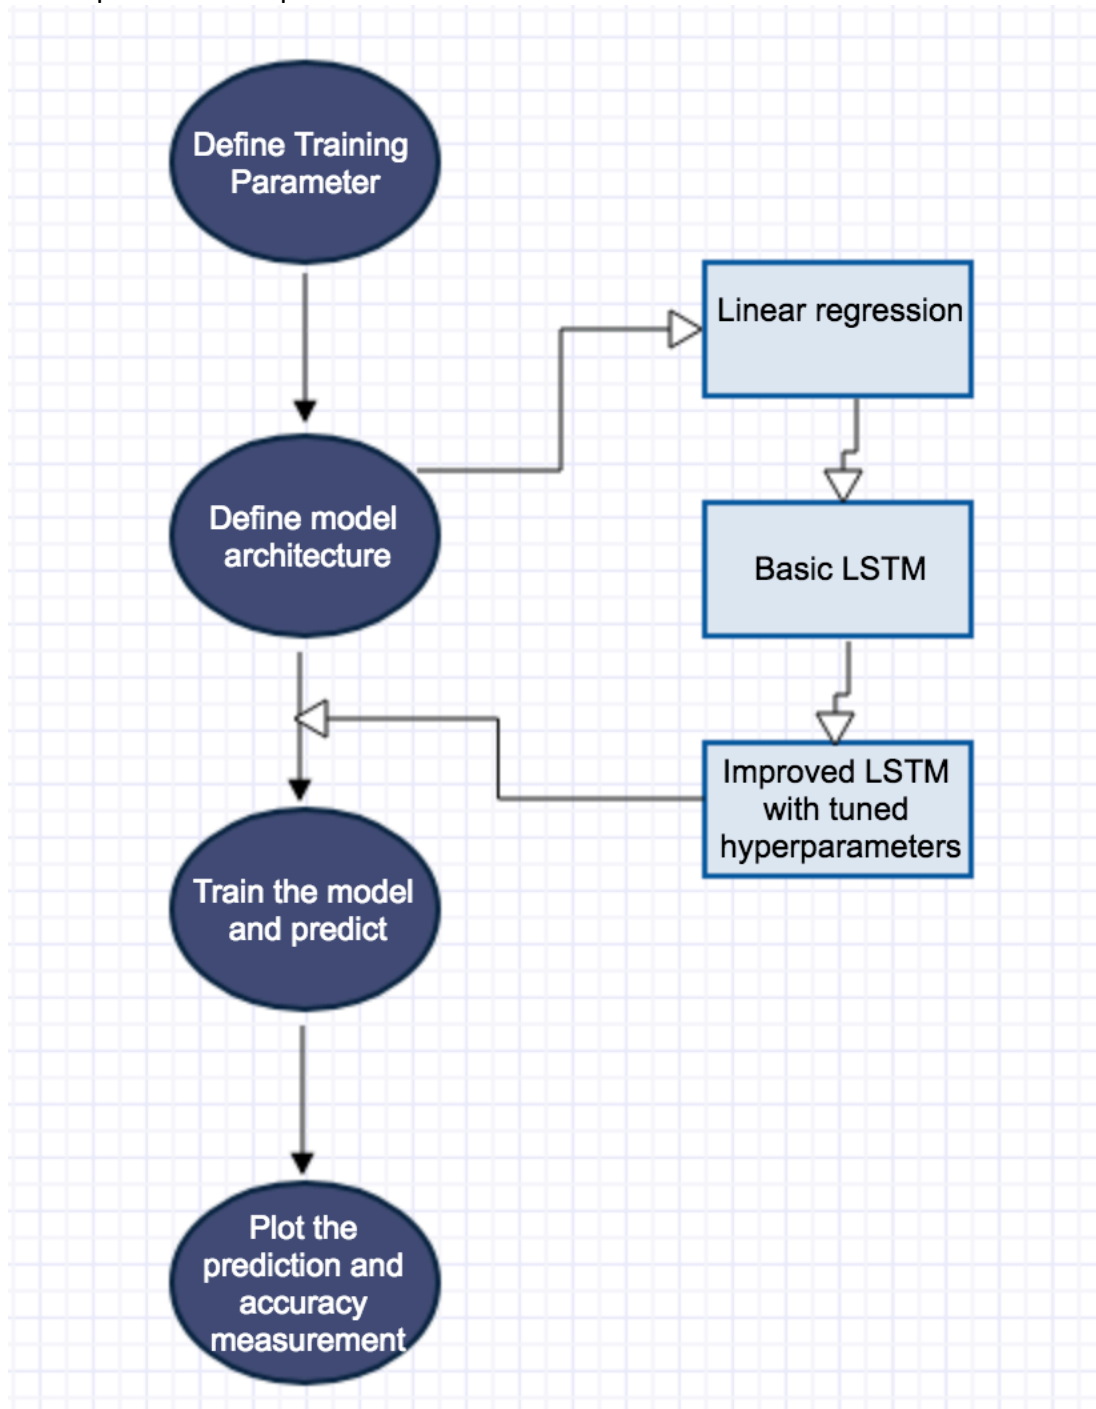 Define Training
Parameter
Define model
architecture
Linear regression
Basic LSTM
Improved LSTM
with tuned
hyperparameters
Train the model
and predict
Plot the
prediction and
accuracy
measurement